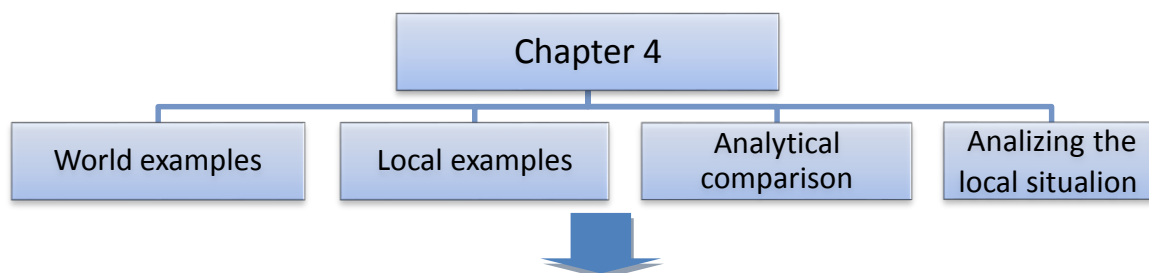 Chapter 4
World examples
Local examples
Analytical
comparison
Analizing the
local situalion